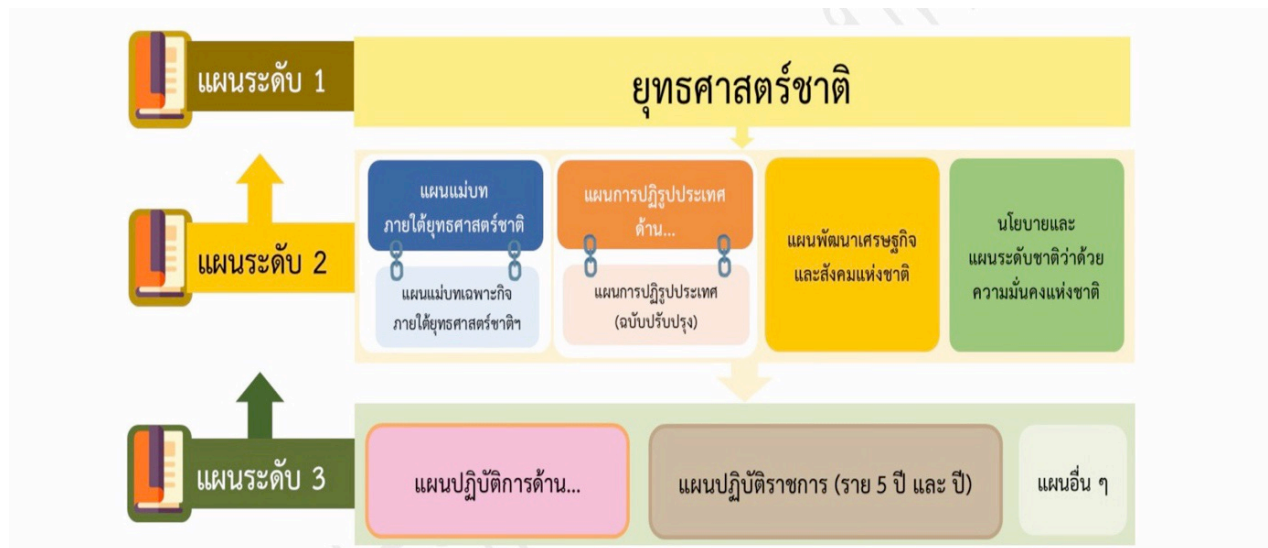 แผนระดับ 1
ยุทธศาสตร์ชาติ
แผนระดับ 2
แผนแม่บท
ภายใต้ยุทธศาสตร์ชาติ
แผนแม่บทเฉพาะกิจ
ภายใต้ยุทธศาสตร์ชาติฯ
แผนการปฏิรูปประเทศ
ด้าน...
แผนการปฏิรูปประเทศ
(ฉบับปรับปรุง)
แผนพัฒนาเศรษฐกิจ
และสังคมแห่งชาติ
นโยบายและ
แผนระดับชาติว่าด้วย
ความมั่นคงแห่งชาติ
แผนระดับ 3
แผนปฏิบัติการด้าน...
แผนปฏิบัติราชการ (ราย 5 ปี และ ปี)
แผนอื่น ๆ